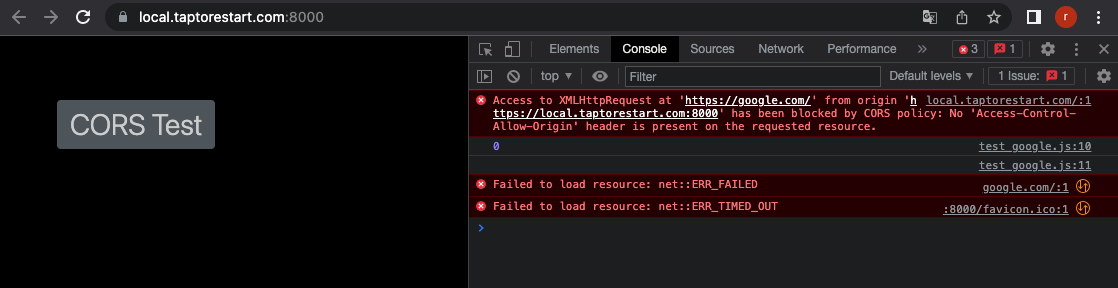 local.taptorestart.com:8000
r
CORS Test
Elements Console Sources Network Performance » 3 1
top ▼ Filter Default levels ▼ 1 Issue: 1
Access to XMLHttpRequest at 'https://google.com/' from origin 'h local.taptorestart.com/:1
ttps://local.taptorestart.com:8000' has been blocked by CORS policy: No 'Access-Control-
Allow-Origin' header is present on the requested resource.
0 test_google.js:10
test_google.js:11
Failed to load resource: net::ERR_FAILED google.com/:1
Failed to load resource: net::ERR_TIMED_OUT :8000/favicon.ico:1
>